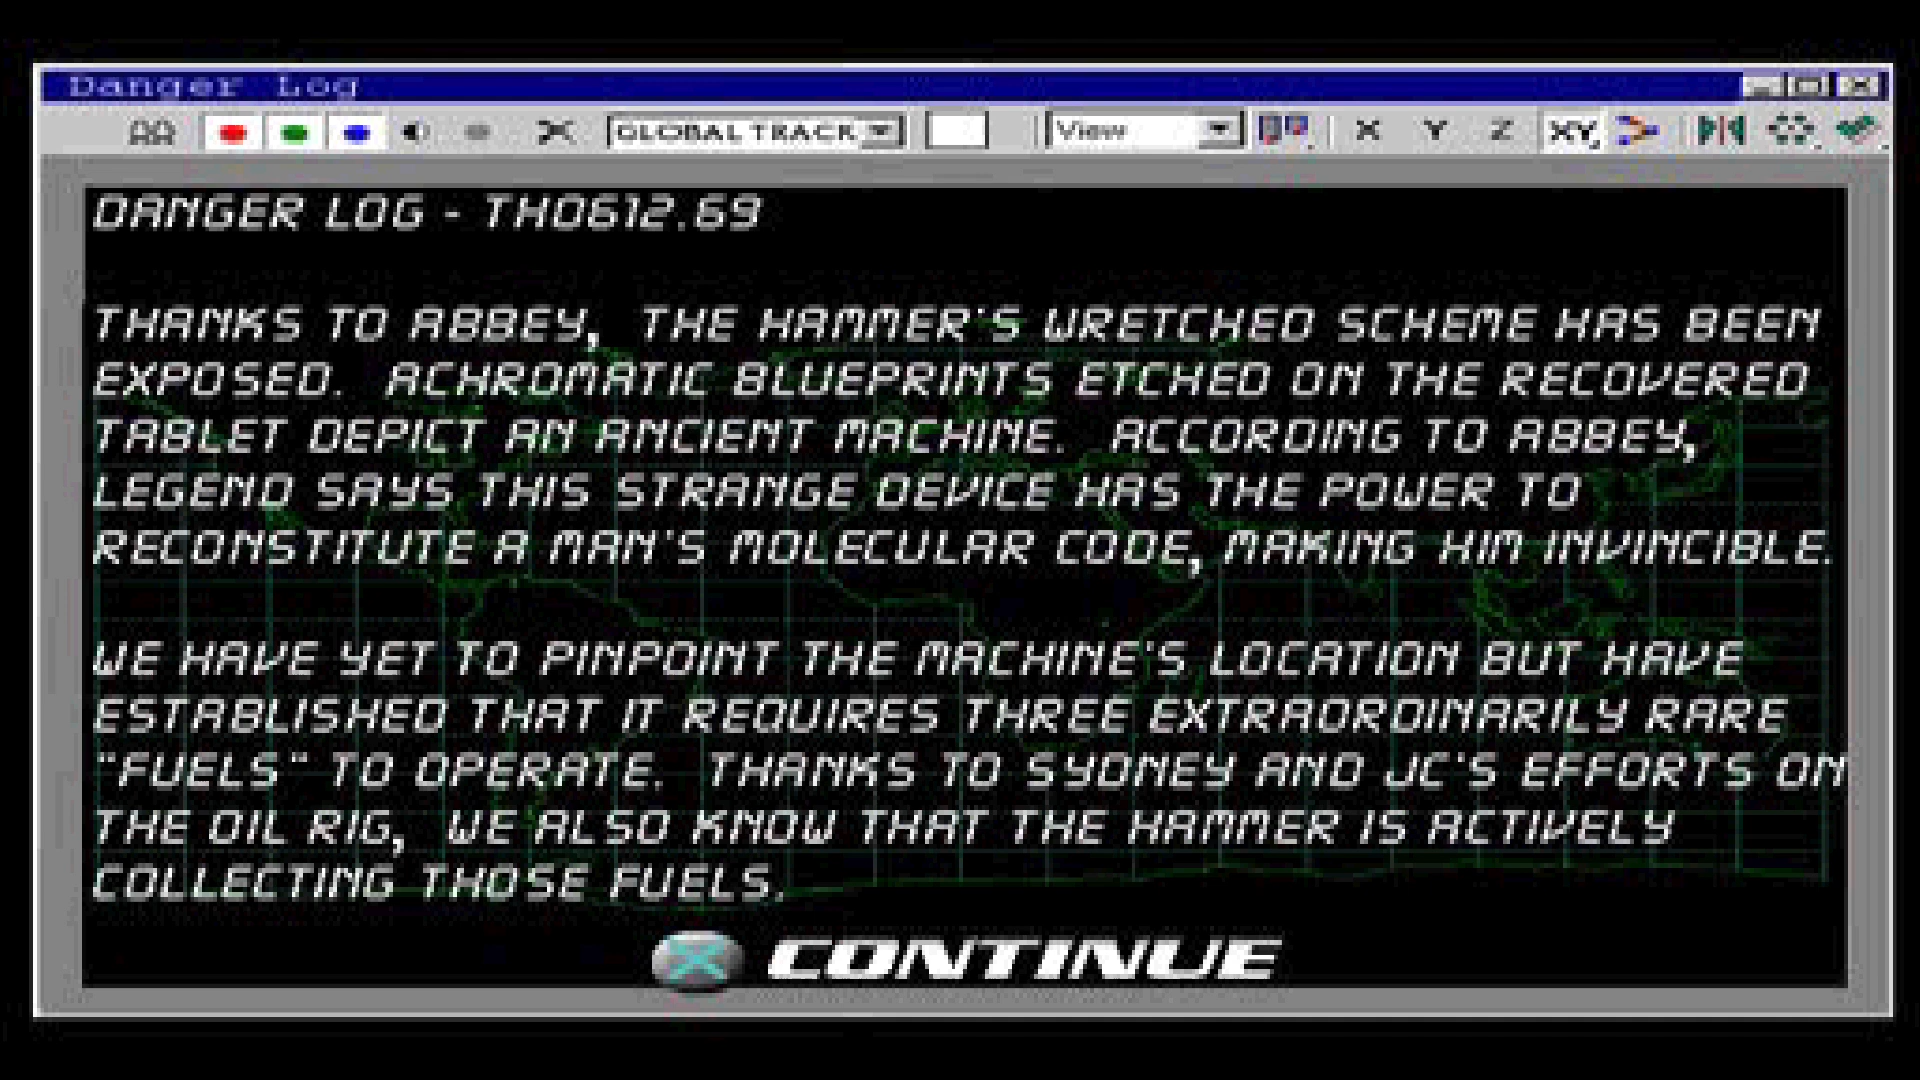 Danger Log
GLOBAL TRACK View X Y Z XY
DANGER LOG - TH0612.69
THANKS TO ABBEY, THE HAMMER'S WRETCHED SCHEME HAS BEEN
EXPOSED. ACHROMATIC BLUEPRINTS ETCHED ON THE RECOVERED
TABLET DEPICT AN ANCIENT MACHINE. ACCORDING TO ABBEY,
LEGEND SAYS THIS STRANGE DEVICE HAS THE POWER TO
RECONSTITUTE A MAN'S MOLECULAR CODE, MAKING HIM INVINCIBLE.
WE HAVE YET TO PINPOINT THE MACHINE'S LOCATION BUT HAVE
ESTABLISHED THAT IT REQUIRES THREE EXTRAORDINARILY RARE
"FUELS" TO OPERATE. THANKS TO SYDNEY AND JC'S EFFORTS ON
THE OIL RIG, WE ALSO KNOW THAT THE HAMMER IS ACTIVELY
COLLECTING THOSE FUELS.
CONTINUE